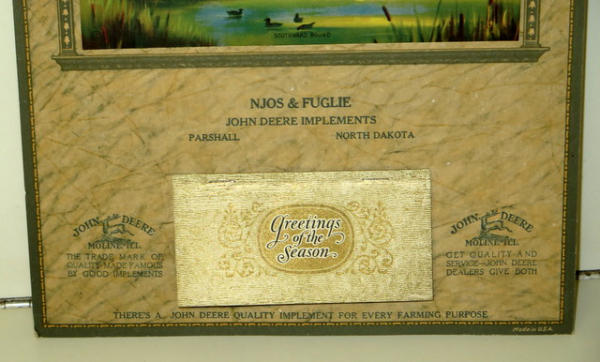 SOUTHWARD BOUND
NJOS & FUGLIE
JOHN DEERE IMPLEMENTS
PARSHALL NORTH DAKOTA
Greetings
of the
Season
JOHN DEERE
MOLINE, ILL.
THE TRADE MARK OF
QUALITY-MADE FAMOUS
BY GOOD IMPLEMENTS
JOHN DEERE
MOLINE, ILL.
GET QUALITY AND
SERVICE-JOHN DEERE
DEALERS GIVE BOTH
THERE'S A JOHN DEERE QUALITY IMPLEMENT FOR EVERY FARMING PURPOSE
Made in U.S.A.